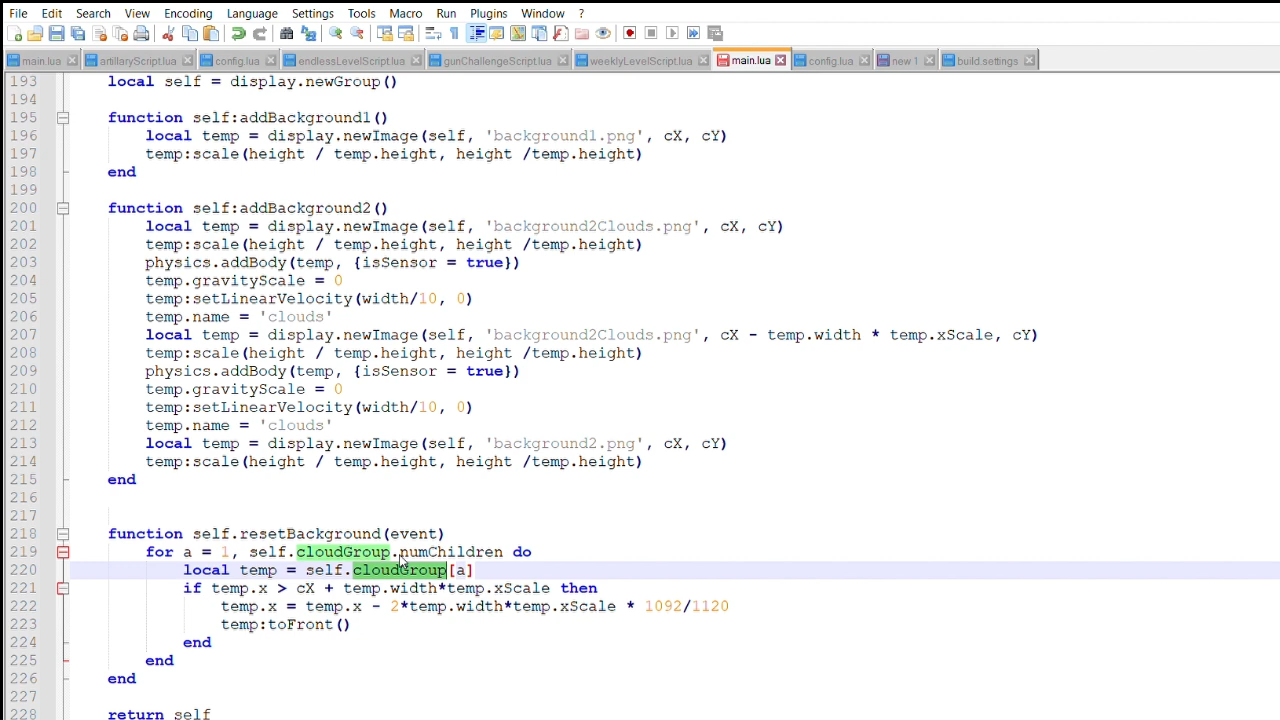 File Edit Search View Encoding Language Settings Tools Macro Run Plugins Window ?
main.lua artillaryScript.lua config.lua endlessLevelScript.lua gunChallengeScript.lua weeklyLevelScript.lua main.lua config.lua new 1 build.settings
193 local self = display.newGroup()
194
195 function self:addBackground1()
196 local temp = display.newImage(self, 'background1.png', cX, cY)
197 temp:scale(height / temp.height, height /temp.height)
198 end
199
200 function self:addBackground2()
201 local temp = display.newImage(self, 'background2Clouds.png', cX, cY)
202 temp:scale(height / temp.height, height /temp.height)
203 physics.addBody(temp, {isSensor = true})
204 temp.gravityScale = 0
205 temp:setLinearVelocity(width/10, 0)
206 temp.name = 'clouds'
207 local temp = display.newImage(self, 'background2Clouds.png', cX - temp.width * temp.xScale, cY)
208 temp:scale(height / temp.height, height /temp.height)
209 physics.addBody(temp, {isSensor = true})
210 temp.gravityScale = 0
211 temp:setLinearVelocity(width/10, 0)
212 temp.name = 'clouds'
213 local temp = display.newImage(self, 'background2.png', cX, cY)
214 temp:scale(height / temp.height, height /temp.height)
215 end
216
217
218 function self.resetBackground(event)
219 for a = 1, self.cloudGroup.numChildren do
220 local temp = self.cloudGroup[a]
221 if temp.x > cX + temp.width*temp.xScale then
222 temp.x = temp.x - 2*temp.width*temp.xScale * 1092/1120
223 temp:toFront()
224 end
225 end
226 end
227
228 return self